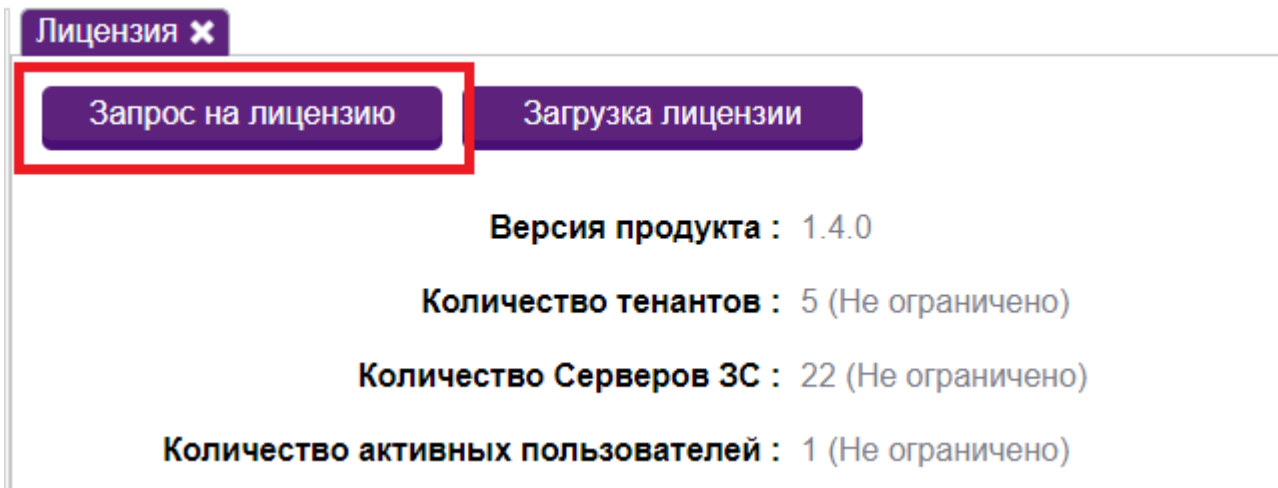 Лицензия
Запрос на лицензию Загрузка лицензии
Версия продукта : 1.4.0
Количество тенантов : 5 (Не ограничено)
Количество Серверов ЗС : 22 (Не ограничено)
Количество активных пользователей : 1 (Не ограничено)